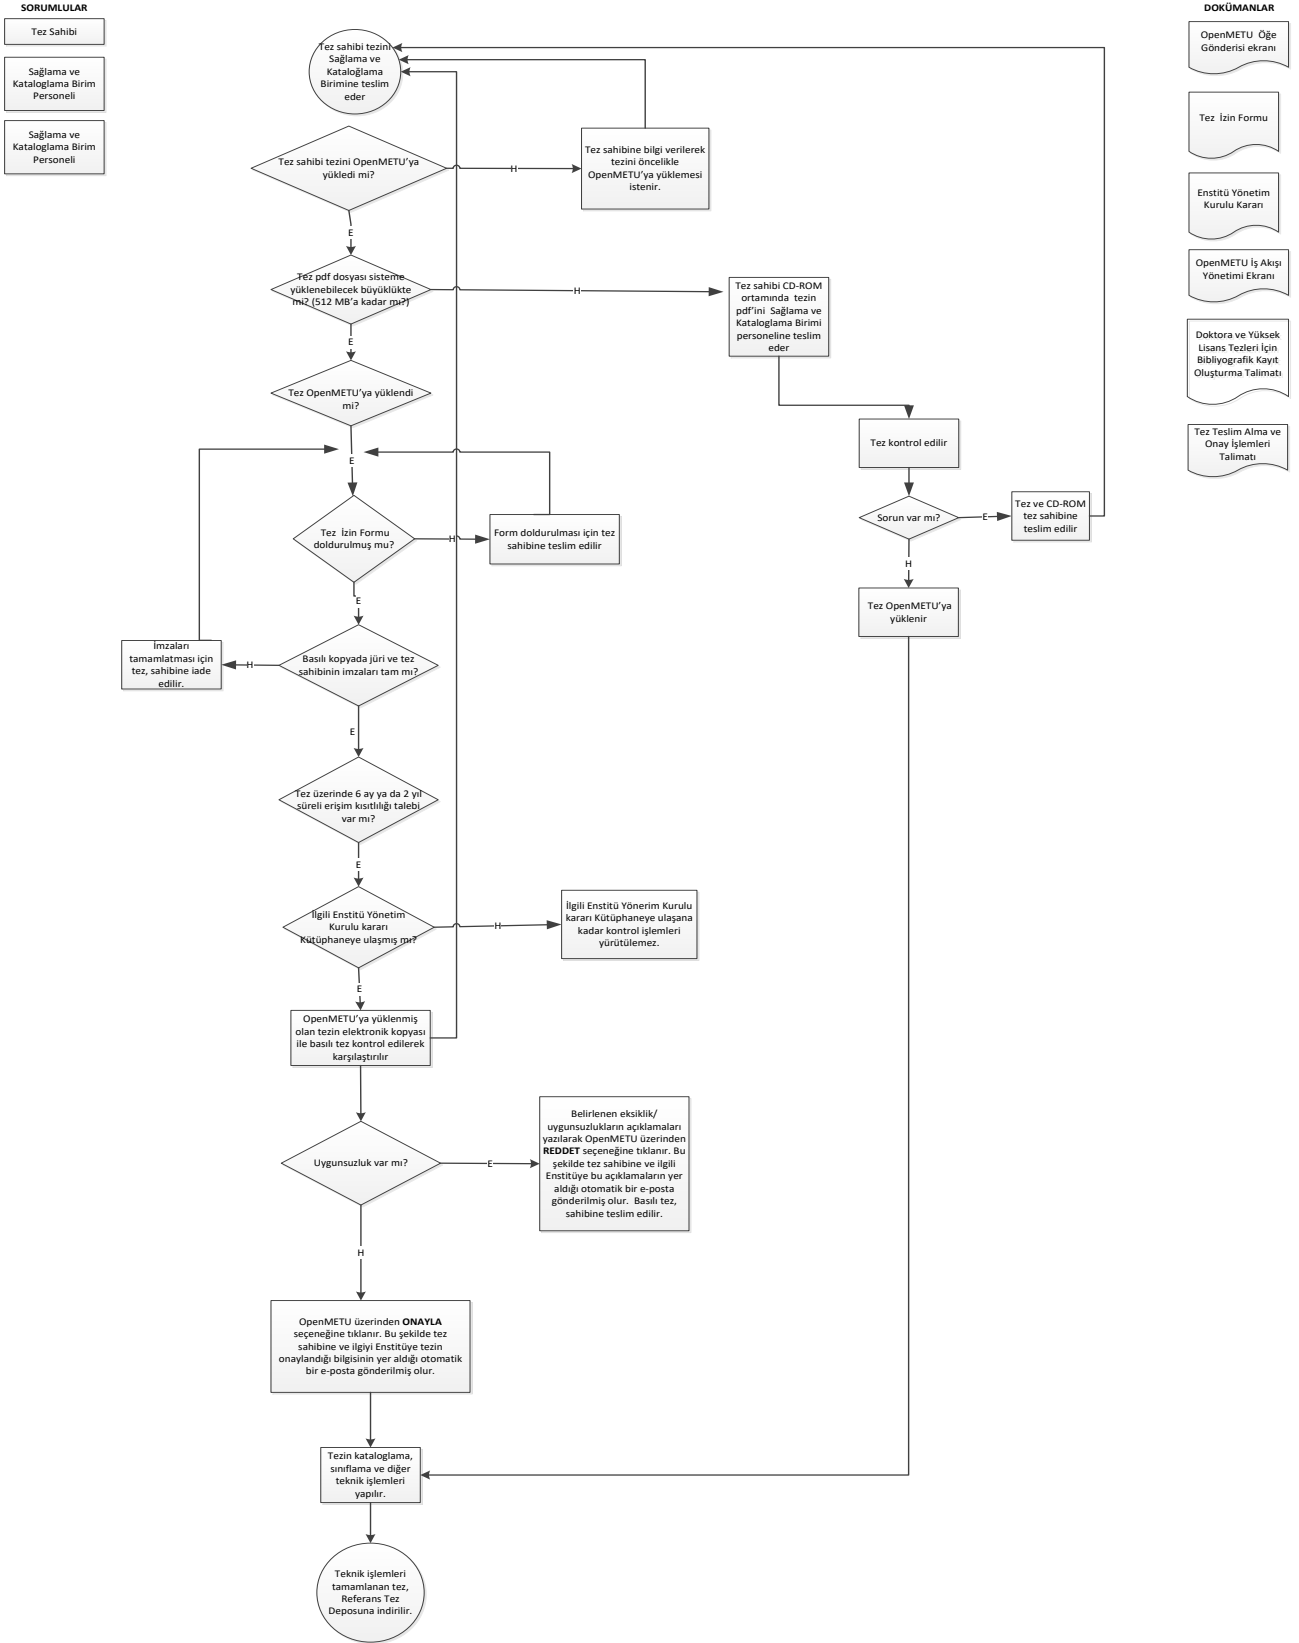 SORUMLULAR
Tez Sahibi
Sağlama ve
Kataloglama Birim
Personeli
Sağlama ve
Kataloglama Birim
Personeli
Tez sahibi tezini
Sağlama ve
Kataloğlama
Birimine teslim
eder
Tez sahibi tezini OpenMETU’ya
yükledi mi?
H
Tez sahibine bilgi verilerek
tezini öncelikle
OpenMETU’ya yüklemesi
istenir.
E
Tez pdf dosyası sisteme
yüklenebilecek büyüklükte
mi? (512 MB’a kadar mı?)
H
Tez sahibi CD-ROM
ortamında tezin
pdf’ini Sağlama ve
Kataloglama Birimi
personeline teslim
eder
E
Tez OpenMETU’ya yüklendi
mi?
E
Tez kontrol edilir
Sorun var mı?
E
Tez ve CD-ROM
tez sahibine
teslim edilir
H
Tez OpenMETU’ya
yüklenir
Tez İzin Formu
doldurulmuş mu?
H
Form doldurulması için tez
sahibine teslim edilir
E
Basılı kopyada jüri ve tez
sahibinin imzaları tam mı?
H
İmzaları
tamamlatması için
tez, sahibine iade
edilir.
E
Tez üzerinde 6 ay ya da 2 yıl
süreli erişim kısıtlılığı talebi
var mı?
E
İlgili Enstitü Yönetim
Kurulu kararı
Kütüphaneye ulaşmış mı?
H
İlgili Enstitü Yönerim Kurulu
kararı Kütüphaneye ulaşana
kadar kontrol işlemleri
yürütülemez.
E
OpenMETU’ya yüklenmiş
olan tezin elektronik kopyası
ile basılı tez kontrol edilerek
karşılaştırılır
Uygunsuzluk var mı?
E
Belirlenen eksiklik/
uygunsuzlukların açıklamaları
yazılarak OpenMETU üzerinden
REDDET seçeneğine tıklanır. Bu
şekilde tez sahibine ve ilgili
Enstitüye bu açıklamaların yer
aldığı otomatik bir e-posta
gönderilmiş olur. Basılı tez,
sahibine teslim edilir.
H
OpenMETU üzerinden ONAYLA
seçeneğine tıklanır. Bu şekilde tez
sahibine ve ilgiyi Enstitüye tezin
onaylandığı bilgisinin yer aldığı otomatik
bir e-posta gönderilmiş olur.
Tezin kataloglama,
sınıflama ve diğer
teknik işlemleri
yapılır.
Teknik işlemleri
tamamlanan tez,
Referans Tez
Deposuna indirilir.
DOKÜMANLAR
OpenMETU Öğe
Gönderisi ekranı
Tez İzin Formu
Enstitü Yönetim
Kurulu Kararı
OpenMETU İş Akışı
Yönetimi Ekranı
Doktora ve Yüksek
Lisans Tezleri İçin
Bibliyografik Kayıt
Oluşturma Talimatı
Tez Teslim Alma ve
Onay İşlemleri
Talimatı